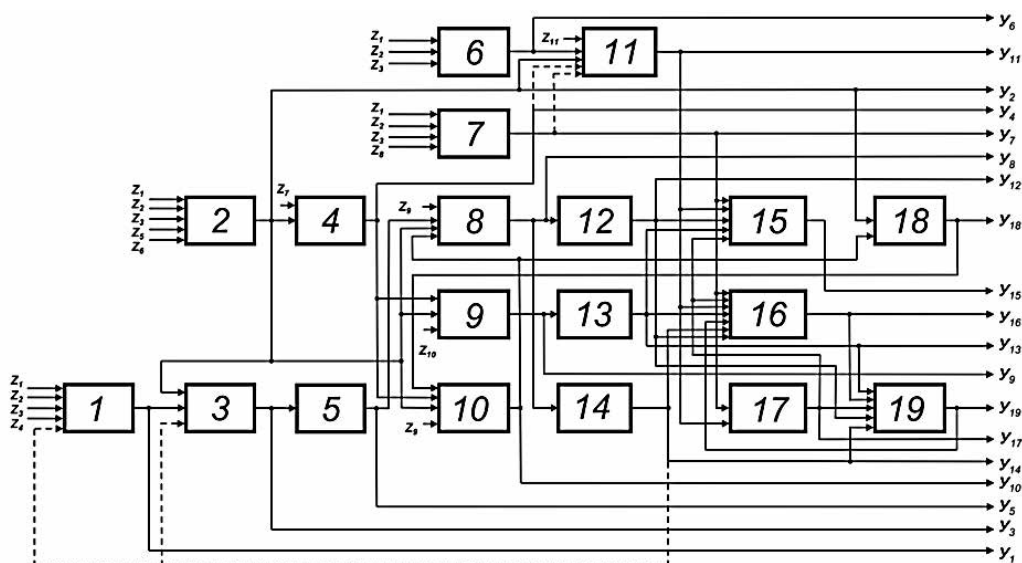 y₆
z₁
z₂
z₃
6
z₁₁
11
y₁₁
y₂
y₄
z₁
z₂
z₃
z₈
7
y₇
y₈
y₁₂
z₁
z₂
z₃
z₅
z₆
2
z₇
4
z₉
8
12
15
18
y₁₈
9
z₁₀
13
16
y₁₅
y₁₆
y₁₃
y₉
z₁
z₂
z₃
z₄
1
3
5
10
z₉
14
17
19
y₁₉
y₁₇
y₁₄
y₁₀
y₅
y₃
y₁